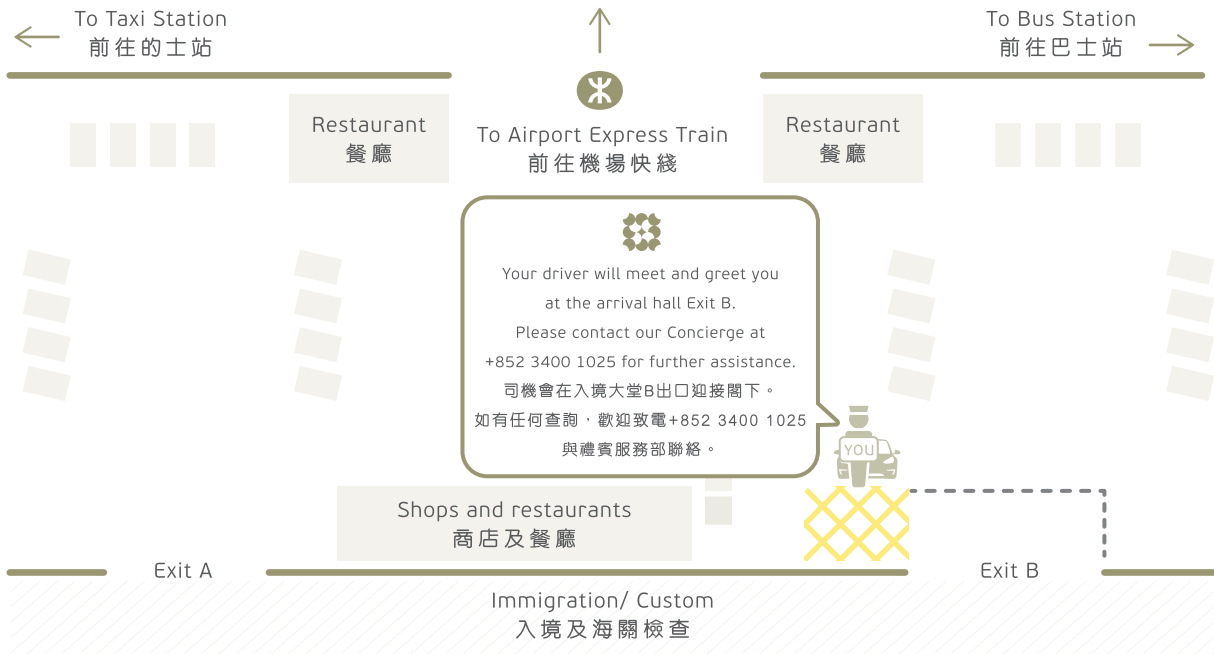 To Taxi Station
前往的士站
To Bus Station
前往巴士站
Restaurant
餐廳
To Airport Express Train
前往機場快綫
Restaurant
餐廳
Your driver will meet and greet you
at the arrival hall Exit B.
Please contact our Concierge at
+852 3400 1025 for further assistance.
司機會在入境大堂B出口迎接閣下。
如有任何查詢，歡迎致電+852 3400 1025
與禮賓服務部聯絡。
YOU
Shops and restaurants
商店及餐廳
Exit A
Exit B
Immigration/ Custom
入境及海關檢查